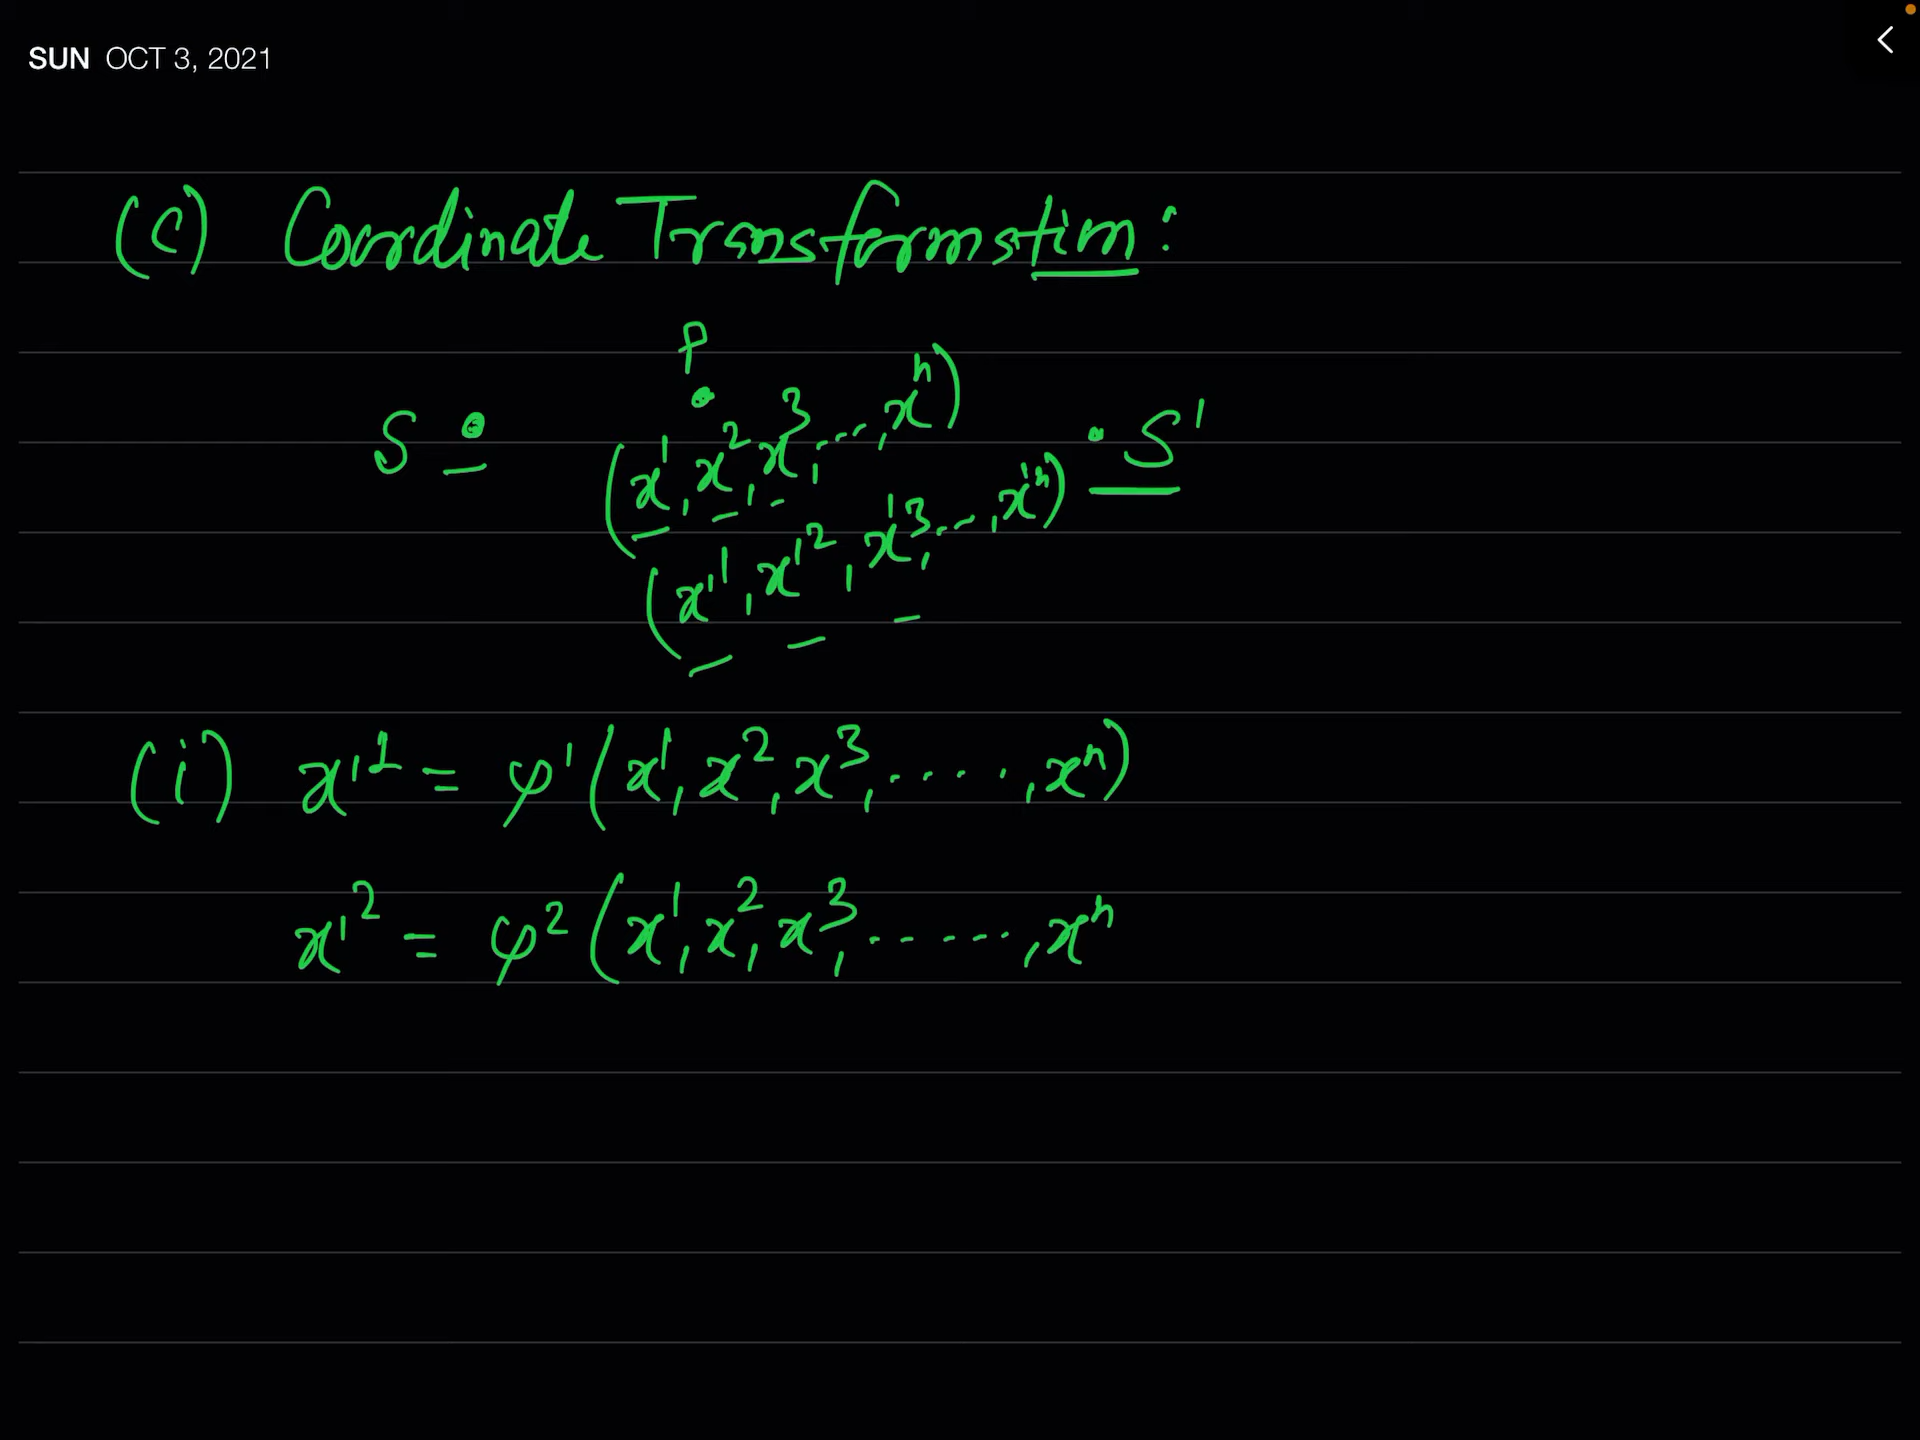 SUN OCT 3, 2021
(c) Coordinate Transformation:
P
S
(x¹, x², x³, ..., xⁿ)
S'
(x'¹, x'², x'³, ..., x'ⁿ)
(i) x'¹ = φ¹(x¹, x², x³, ....., xⁿ)
x'² = φ²(x¹, x², x³, ......, xⁿ